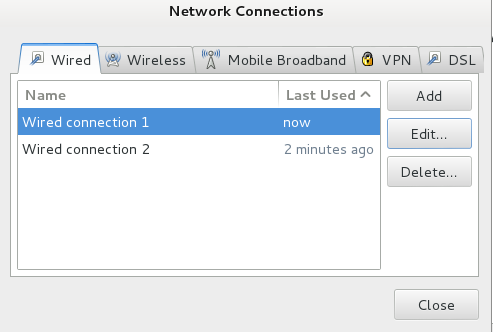 Network Connections
Wired Wireless Mobile Broadband VPN DSL
Name Last Used
Wired connection 1 now
Wired connection 2 2 minutes ago
Add
Edit...
Delete...
Close